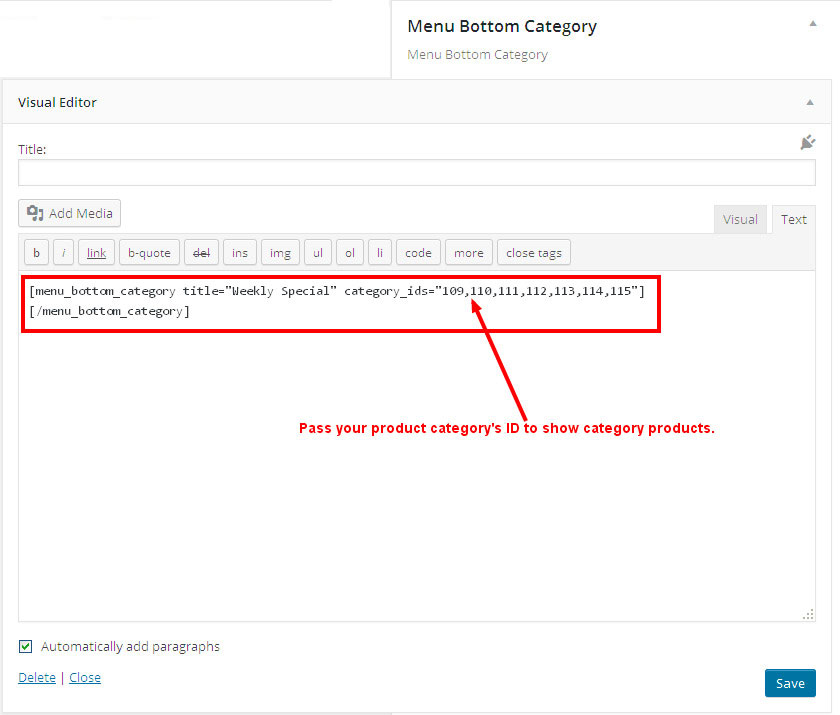 Menu Bottom Category
Menu Bottom Category
Visual Editor
Title:
Add Media
Visual Text
b i link b-quote del ins img ul ol li code more close tags
[menu_bottom_category title="Weekly Special" category_ids="109,110,111,112,113,114,115"]
[/menu_bottom_category]
Pass your product category's ID to show category products.
Automatically add paragraphs
Delete | Close
Save